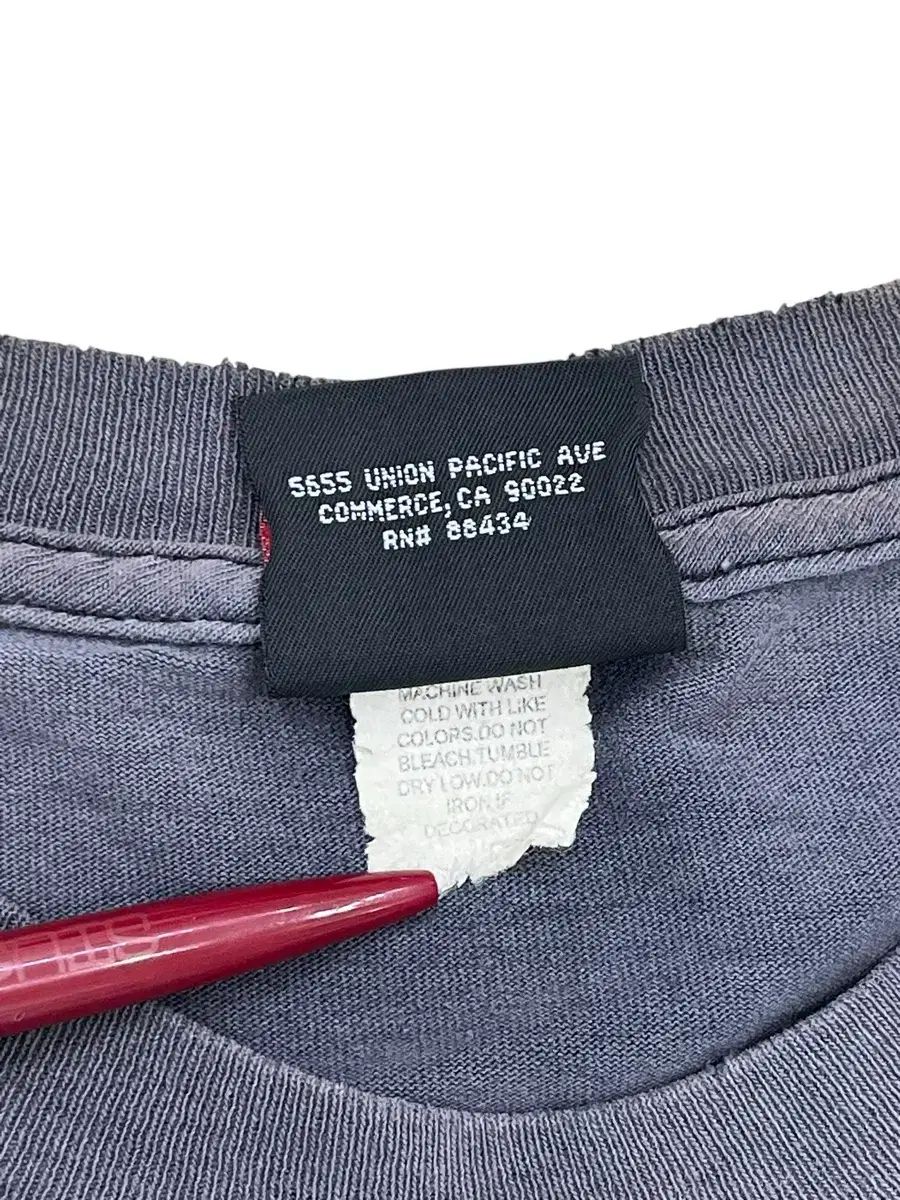 5655 UNION PACIFIC AVE
COMMERCE, CA 90022
RN# 88434
MACHINE WASH
COLD WITH LIKE
COLORS.DO NOT
BLEACH.TUMBLE
DRY LOW.DO NOT
IRON IF
DECORATED